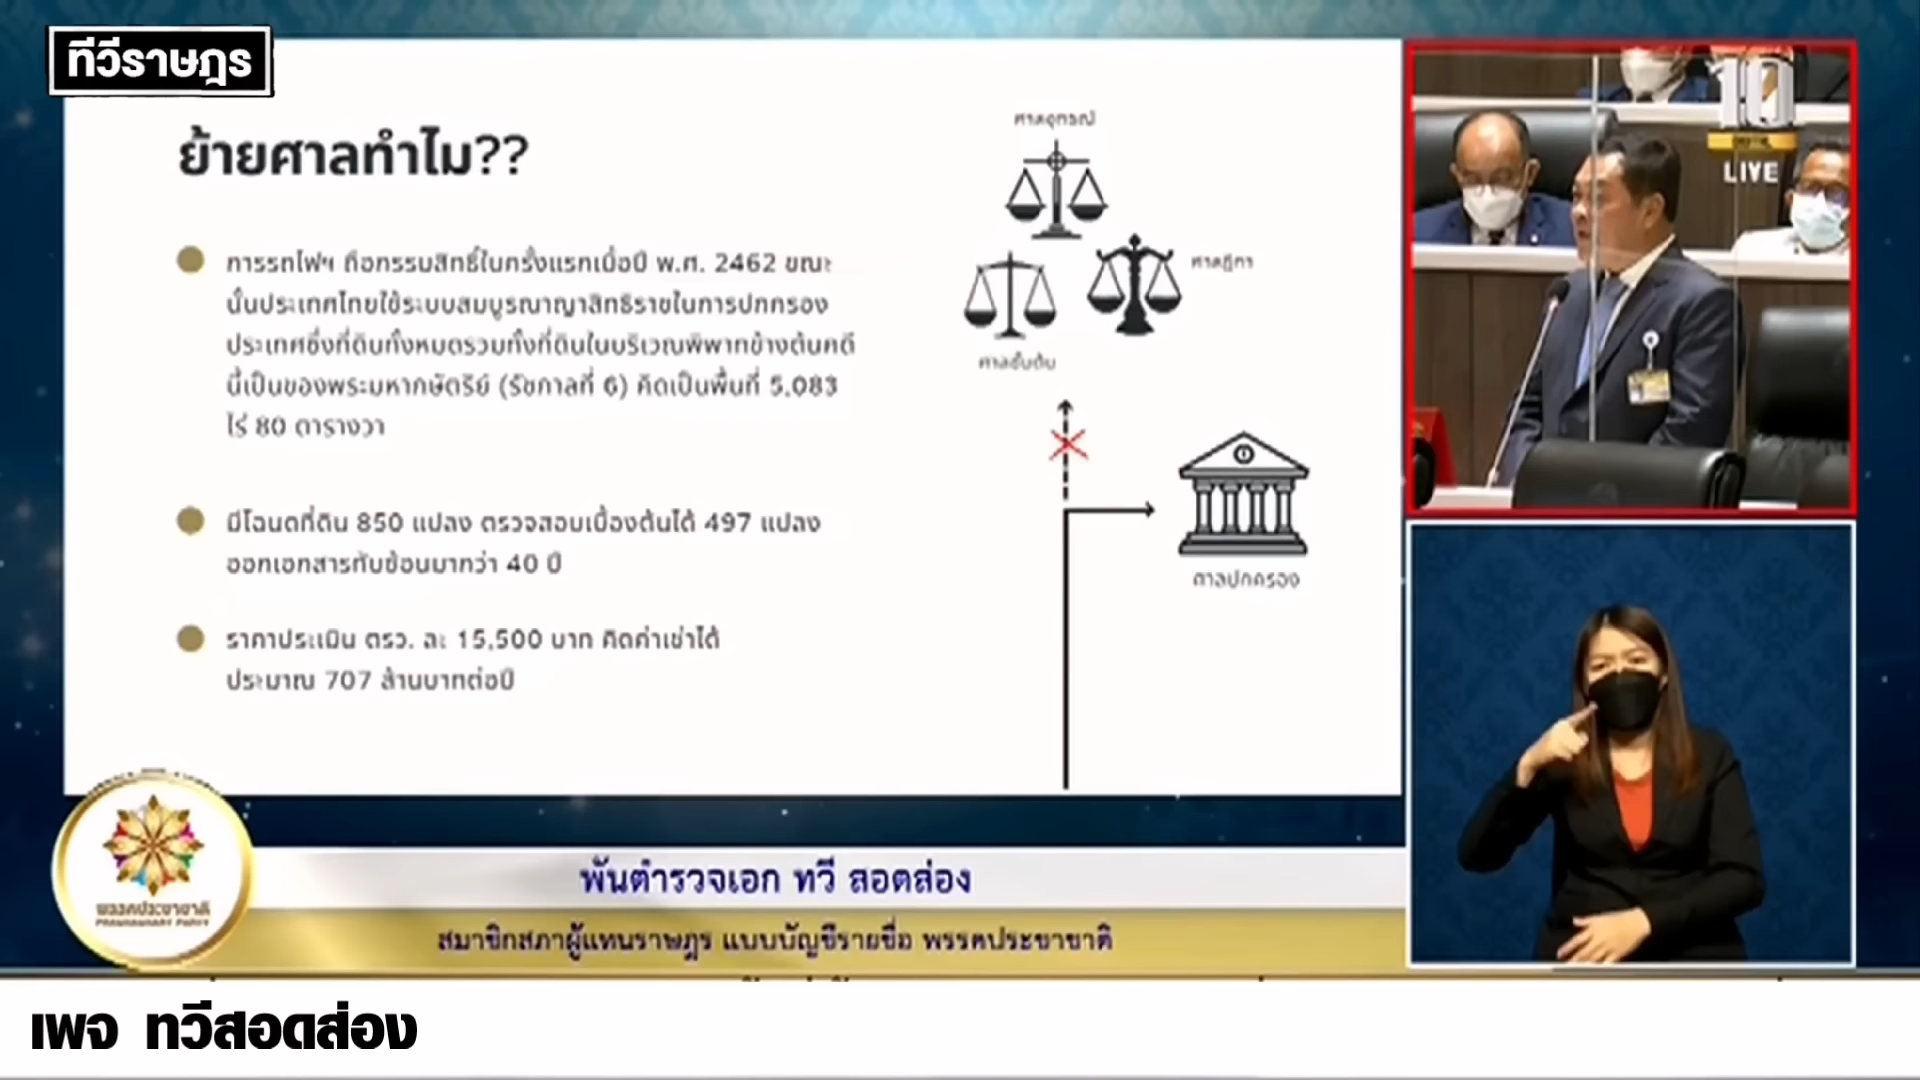 ทีวีราษฎร
ย้ายศาลทำไม??
การรถไฟฯ ถือกรรมสิทธิ์ในครั้งแรกเมื่อปี พ.ศ. 2462 ขณะ
นั้นประเทศไทยใช้ระบบสมบูรณาญาสิทธิราชในการปกครอง
ประเทศซึ่งที่ดินทั้งหมดรวมทั้งที่ดินในบริเวณพิพาทข้างต้นคดี
นี้เป็นของพระมหากษัตริย์ (รัชกาลที่ 6) คิดเป็นพื้นที่ 5,083
ไร่ 80 ตารางวา
มีโฉนดที่ดิน 850 แปลง ตรวจสอบเบื้องต้นได้ 497 แปลง
ออกเอกสารทับซ้อนมากว่า 40 ปี
ราคาประเมิน ตรว. ละ 15,500 บาท คิดค่าเช่าได้
ประมาณ 707 ล้านบาทต่อปี
ศาลอุทธรณ์
ศาลฎีกา
ศาลชั้นต้น
ศาลปกครอง
10
LIVE
พรรคประชาชาติ
PRACHACHART PARTY
พันตำรวจเอก ทวี สอดส่อง
สมาชิกสภาผู้แทนราษฎร แบบบัญชีรายชื่อ พรรคประชาชาติ
เพจ ทวีสอดส่อง